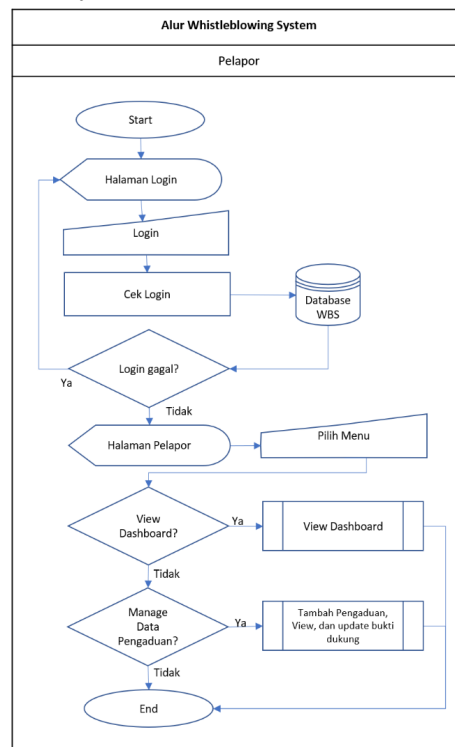 Alur Whistleblowing System
Pelapor
Start
Halaman Login
Login
Cek Login
Database
WBS
Login gagal?
Ya
Tidak
Halaman Pelapor
Pilih Menu
View
Dashboard?
Ya
View Dashboard
Tidak
Manage
Data
Pengaduan?
Ya
Tambah Pengaduan,
View, dan update bukti
dukung
Tidak
End